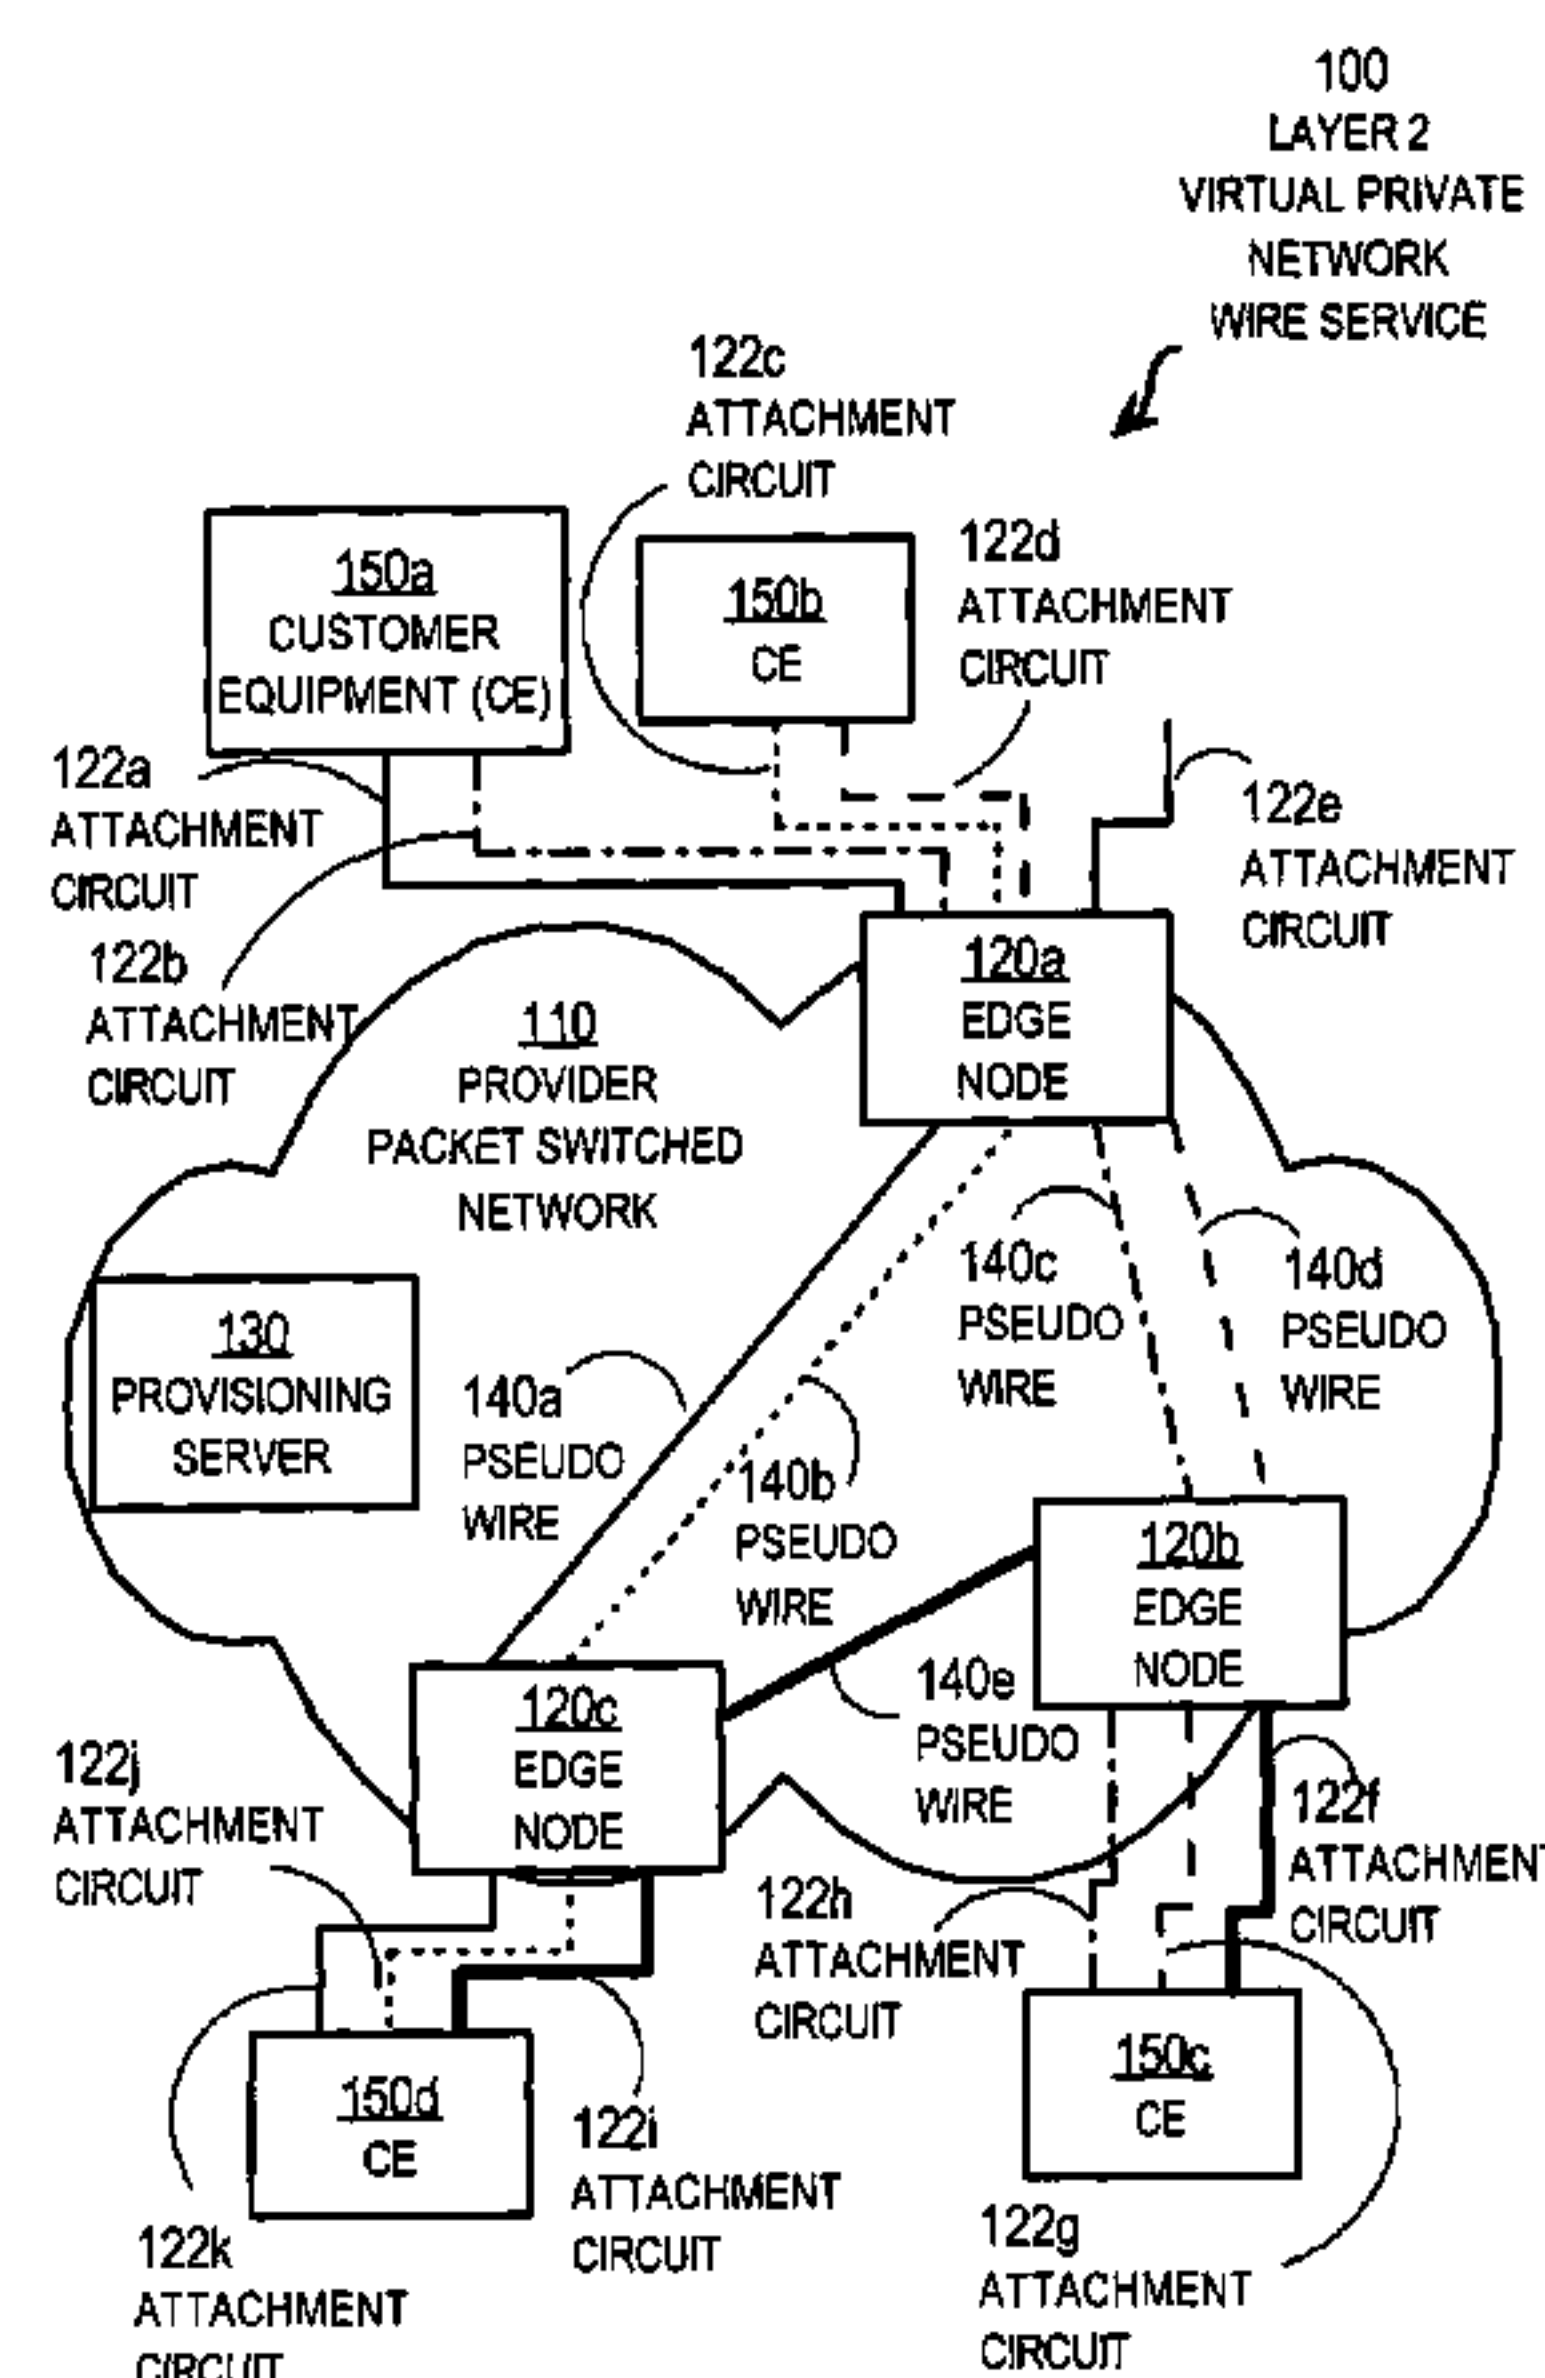 100
LAYER 2
VIRTUAL PRIVATE
NETWORK
WIRE SERVICE
122c
ATTACHMENT
CIRCUIT
150a
CUSTOMER
EQUIPMENT (CE)
150b
CE
122d
ATTACHMENT
CIRCUIT
122a
ATTACHMENT
CIRCUIT
122e
ATTACHMENT
CIRCUIT
122b
ATTACHMENT
CIRCUIT
120a
EDGE
NODE
110
PROVIDER
PACKET SWITCHED
NETWORK
140c
PSEUDO
WIRE
140d
PSEUDO
WIRE
130
PROVISIONING
SERVER
140a
PSEUDO
WIRE
140b
PSEUDO
WIRE
120b
EDGE
NODE
120c
EDGE
NODE
140e
PSEUDO
WIRE
122j
ATTACHMENT
CIRCUIT
122f
ATTACHMENT
CIRCUIT
122h
ATTACHMENT
CIRCUIT
150d
CE
150c
CE
122i
ATTACHMENT
CIRCUIT
122k
ATTACHMENT
CIRCUIT
122g
ATTACHMENT
CIRCUIT